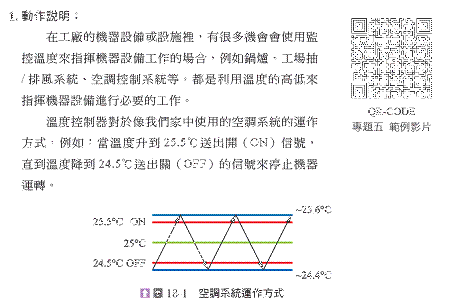 1. 動作說明：
在工廠的機器設備或設施裡，有很多機會會使用監
控溫度來指揮機器設備工作的場合，例如鍋爐、工場抽
/ 排風系統、空調控制系統等。都是利用溫度的高低來
指揮機器設備進行必要的工作。
溫度控制器對於像我們家中使用的空調系統的運作
方式，例如：當溫度升到 25.5℃送出開（ON）信號，
直到溫度降到 24.5℃送出關（OFF）的信號來停止機器
運轉。
QR-CODE
專題五 範例影片
~25.6℃
25.5℃ ON
25℃
24.5℃ OFF
~24.4℃
圖 18-1 空調系統運作方式